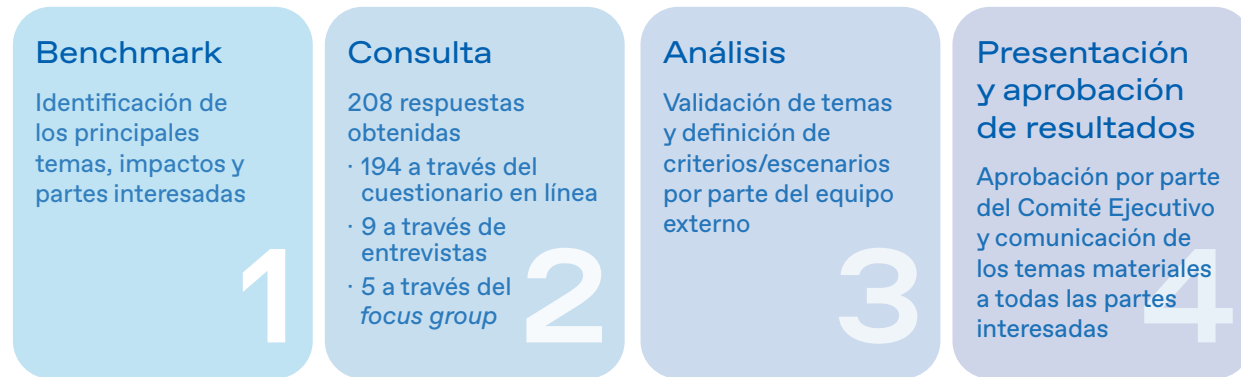 Benchmark
Identificación de
los principales
temas, impactos y
partes interesadas
1
Consulta
208 respuestas
obtenidas
· 194 a través del
cuestionario en línea
· 9 a través de
entrevistas
· 5 a través del
focus group
2
Análisis
Validación de temas
y definición de
criterios/escenarios
por parte del equipo
externo
3
Presentación
y aprobación
de resultados
Aprobación por parte
del Comité Ejecutivo
y comunicación de
los temas materiales
a todas las partes
interesadas
4